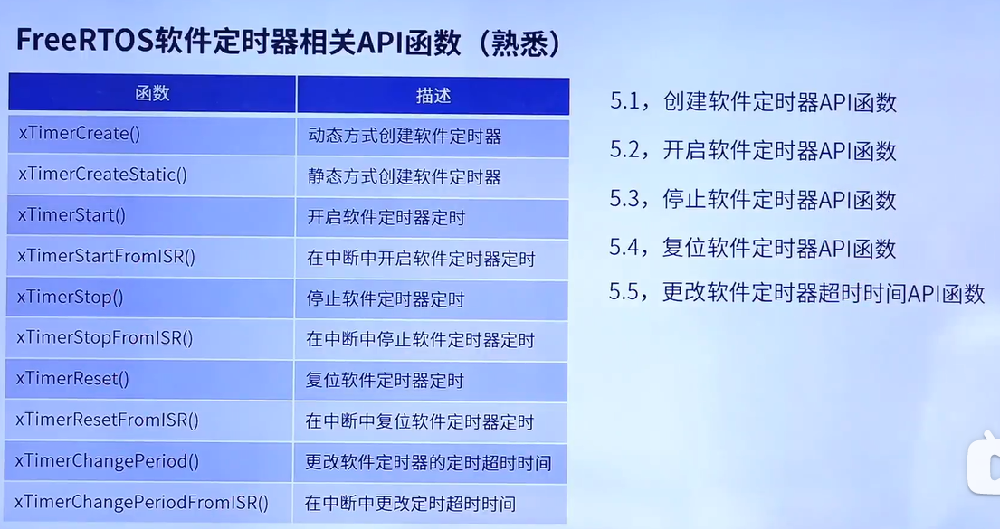 FreeRTOS软件定时器相关API函数（熟悉）
函数 描述
xTimerCreate() 动态方式创建软件定时器
xTimerCreateStatic() 静态方式创建软件定时器
xTimerStart() 开启软件定时器定时
xTimerStartFromISR() 在中断中开启软件定时器定时
xTimerStop() 停止软件定时器定时
xTimerStopFromISR() 在中断中停止软件定时器定时
xTimerReset() 复位软件定时器定时
xTimerResetFromISR() 在中断中复位软件定时器定时
xTimerChangePeriod() 更改软件定时器的定时超时时间
xTimerChangePeriodFromISR() 在中断中更改定时超时时间
5.1，创建软件定时器API函数
5.2，开启软件定时器API函数
5.3，停止软件定时器API函数
5.4，复位软件定时器API函数
5.5，更改软件定时器超时时间API函数